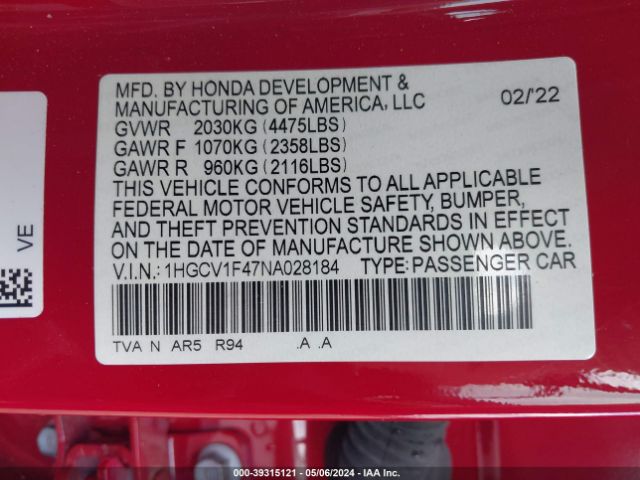 MFD. BY HONDA DEVELOPMENT &
MANUFACTURING OF AMERICA, LLC 02/'22
GVWR 2030KG (4475LBS)
GAWR F 1070KG (2358LBS)
GAWR R 960KG (2116LBS)
THIS VEHICLE CONFORMS TO ALL APPLICABLE
FEDERAL MOTOR VEHICLE SAFETY, BUMPER,
AND THEFT PREVENTION STANDARDS IN EFFECT
ON THE DATE OF MANUFACTURE SHOWN ABOVE.
V.I.N.: 1HGCV1F47NA028184 TYPE: PASSENGER CAR
TVA N AR5 R94 .A .A
VE
000-39315121 - 05/06/2024 - IAA Inc.